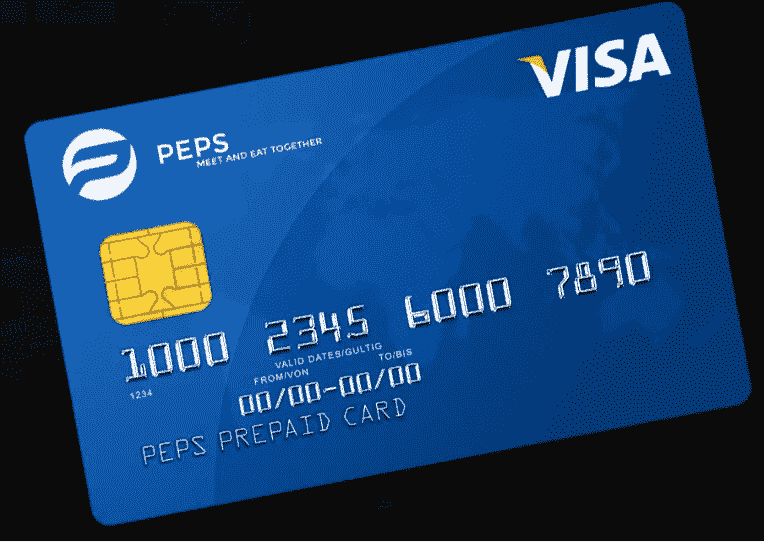 VISA
PEPS
MEET AND EAT TOGETHER
1000 2345 6000 7890
1234
VALID DATES/GULTIG
FROM/VON TO/BIS
00/00-00/00
PEPS PREPAID CARD